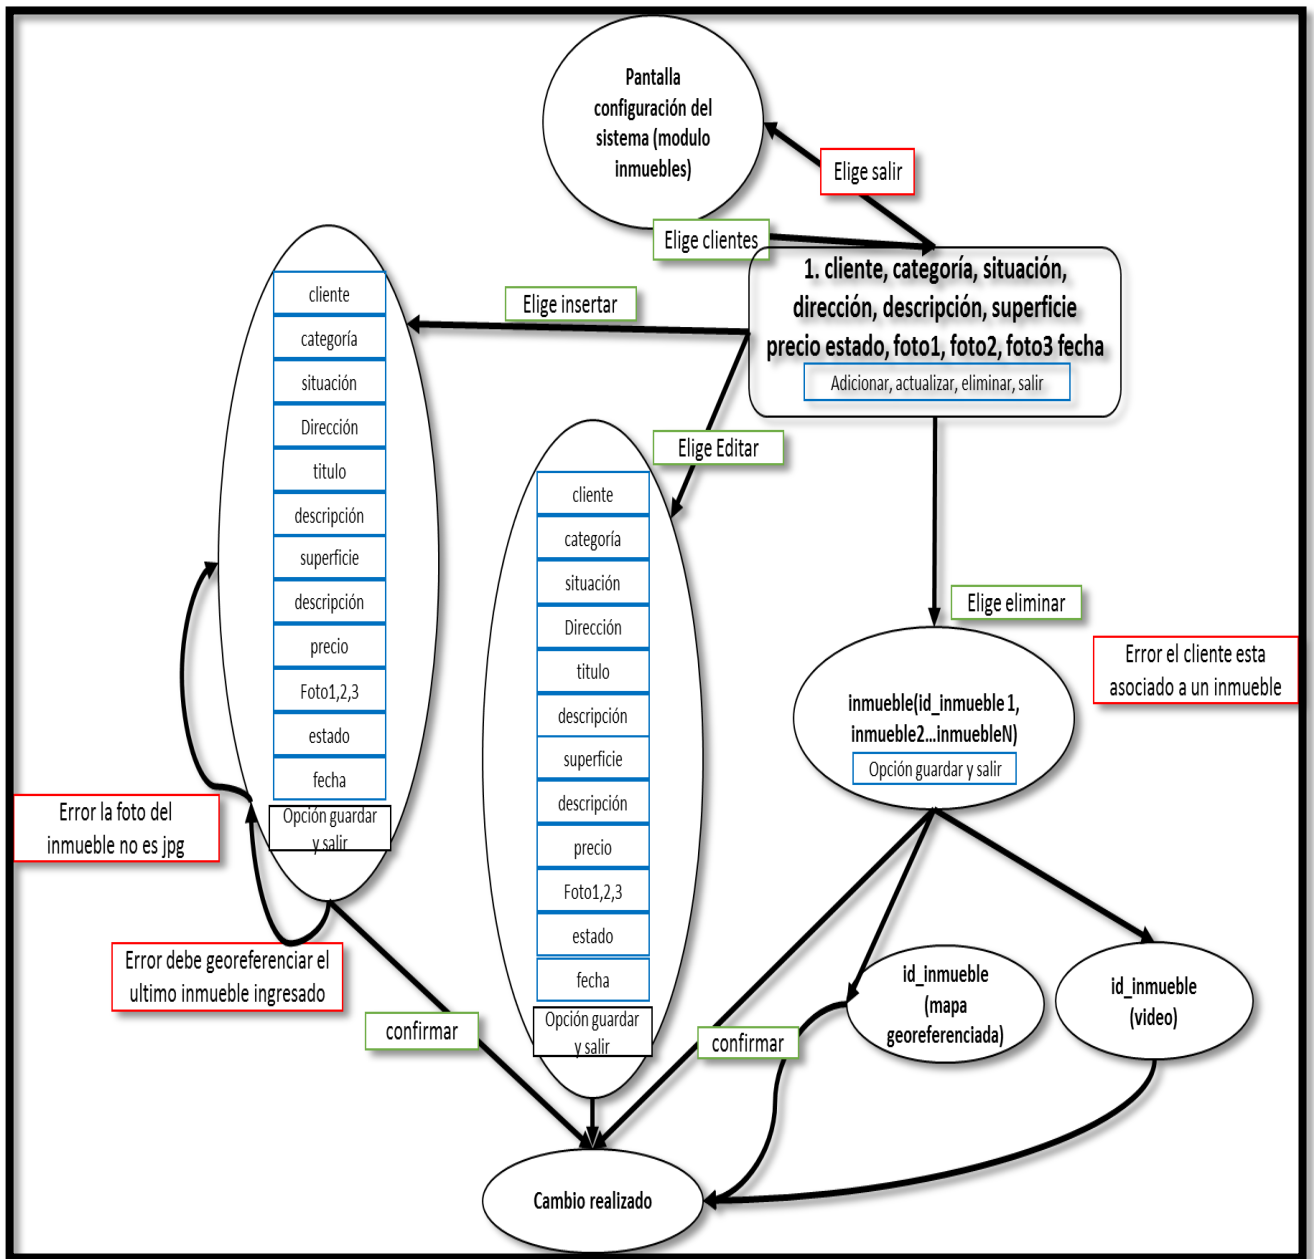 Pantalla
configuración del
sistema (modulo
inmuebles)
Elige salir
Elige clientes
1. cliente, categoría, situación,
dirección, descripción, superficie
precio estado, foto1, foto2, foto3 fecha
Adicionar, actualizar, eliminar, salir
Elige insertar
cliente
categoría
situación
Dirección
titulo
descripción
superficie
descripción
precio
Foto1,2,3
estado
fecha
Opción guardar
y salir
Elige Editar
cliente
categoría
situación
Dirección
titulo
descripción
superficie
descripción
precio
Foto1,2,3
estado
fecha
Opción guardar
y salir
Elige eliminar
Error el cliente esta
asociado a un inmueble
inmueble(id_inmueble 1,
inmueble2...inmuebleN)
Opción guardar y salir
Error la foto del
inmueble no es jpg
Error debe georeferenciar el
ultimo inmueble ingresado
confirmar
confirmar
id_inmueble
(mapa
georeferenciada)
id_inmueble
(video)
Cambio realizado